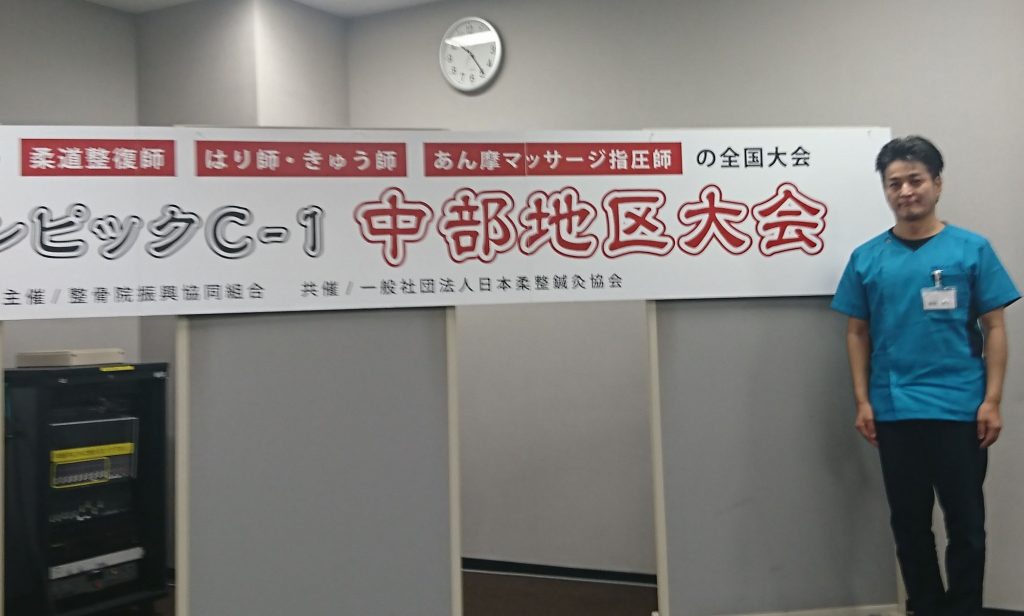 柔道整復師 はり師・きゅう師 あん摩マッサージ指圧師 の全国大会
ンピックC-1 中部地区大会
主催/整骨院振興協同組合 共催/一般社団法人日本柔整鍼灸協会